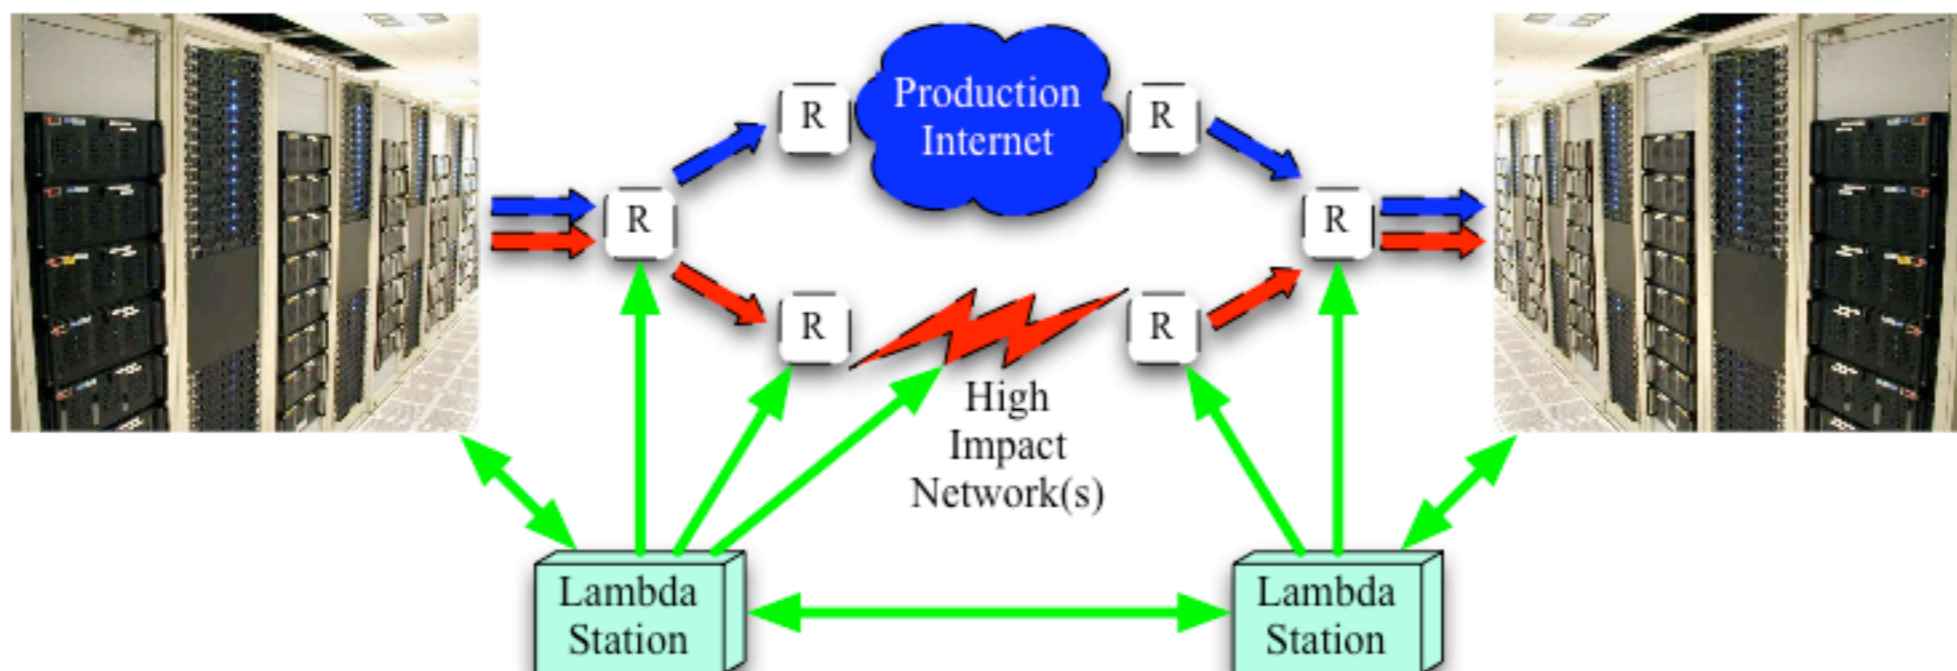 R
Production
Internet
R
R
R
R
R
High
Impact
Network(s)
Lambda
Station
Lambda
Station